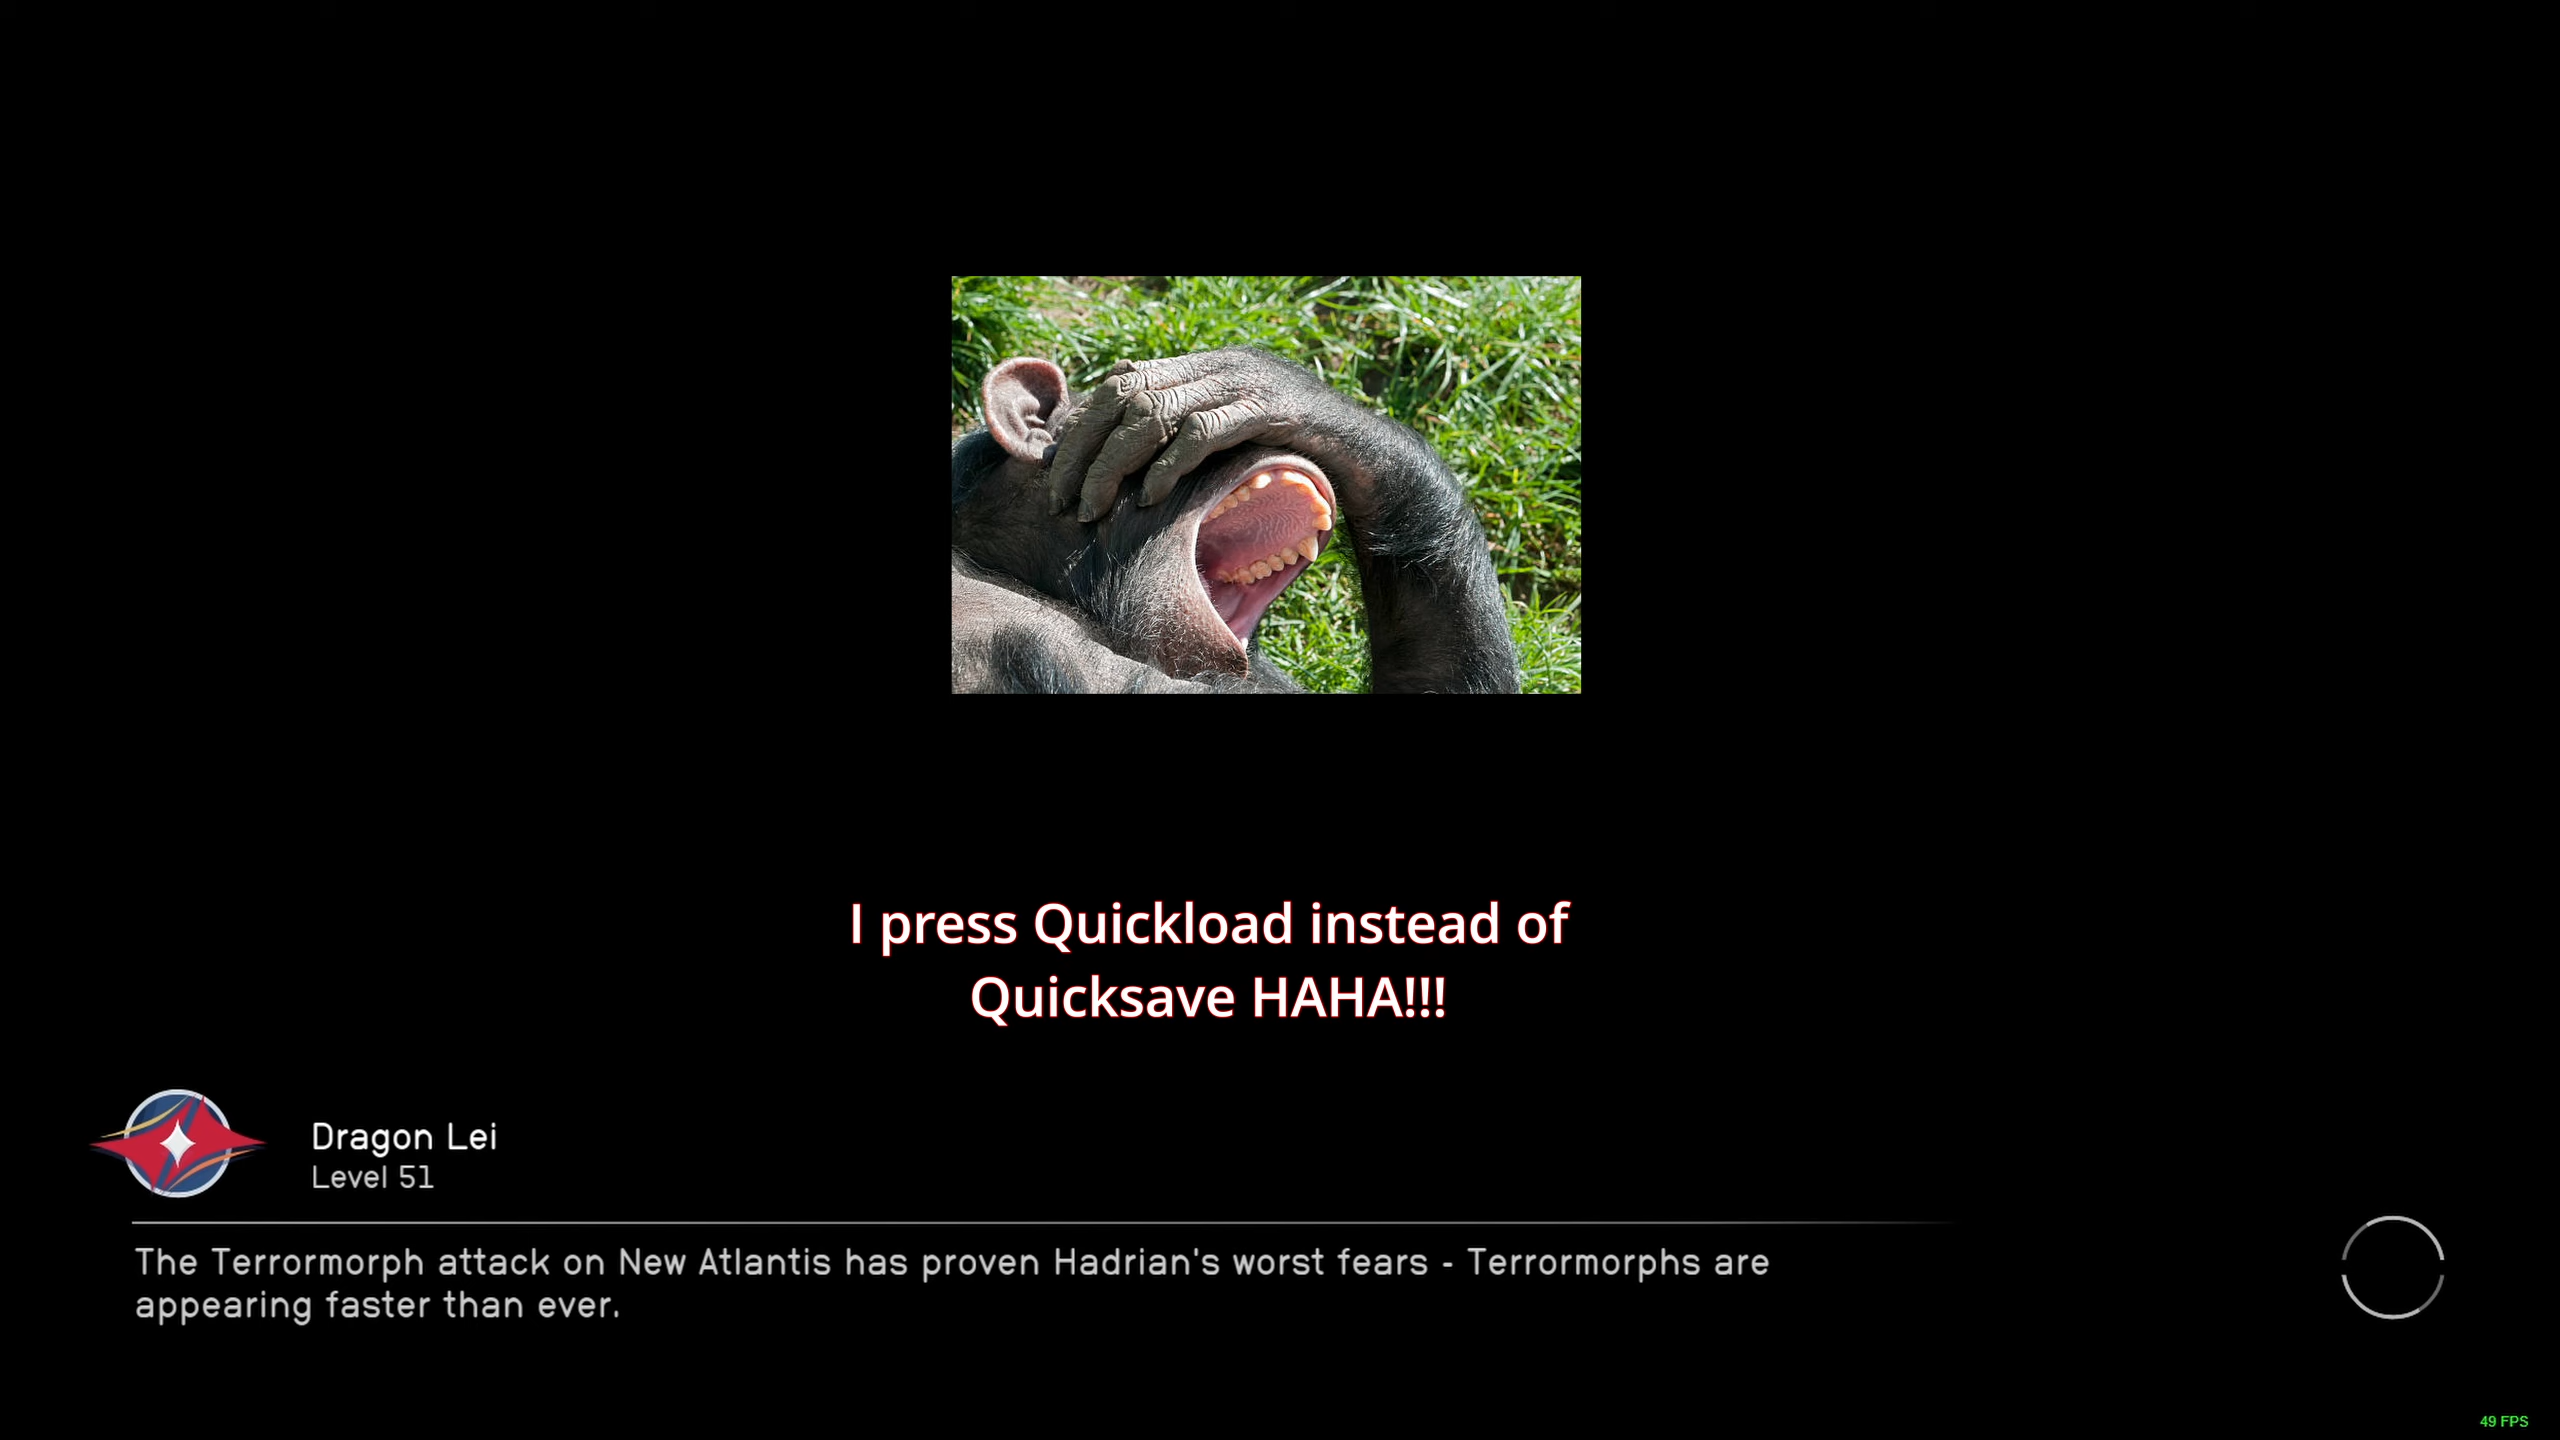 I press Quickload instead of
Quicksave HAHA!!!
Dragon Lei
Level 51
The Terrormorph attack on New Atlantis has proven Hadrian's worst fears - Terrormorphs are
appearing faster than ever.
49 FPS